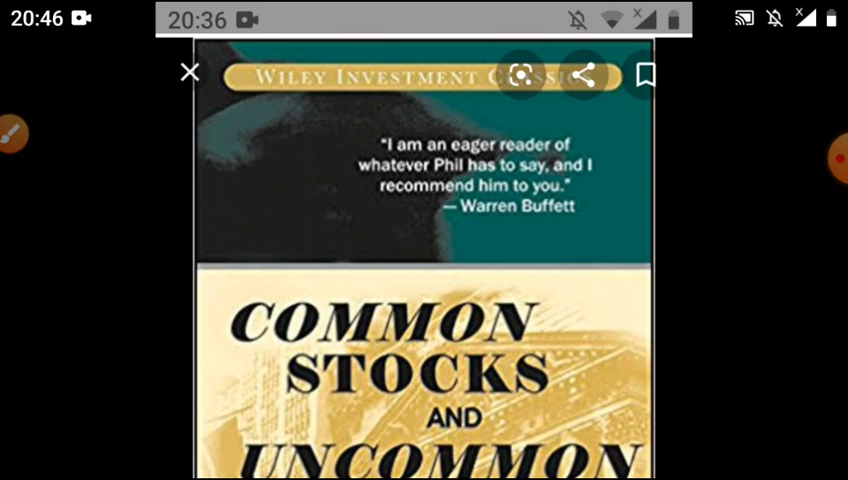 20:46
20:36
WILEY INVESTMENT
"I am an eager reader of
whatever Phil has to say, and I
recommend him to you."
— Warren Buffett
COMMON
STOCKS
AND
UNCOMMON